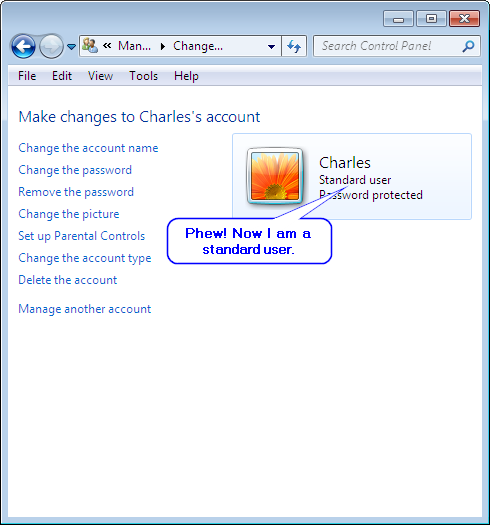 « Man... Change...
Search Control Panel
File Edit View Tools Help
Make changes to Charles's account
Change the account name
Change the password
Remove the password
Change the picture
Set up Parental Controls
Change the account type
Delete the account
Manage another account
Charles
Standard user
Password protected
Phew! Now I am a
standard user.